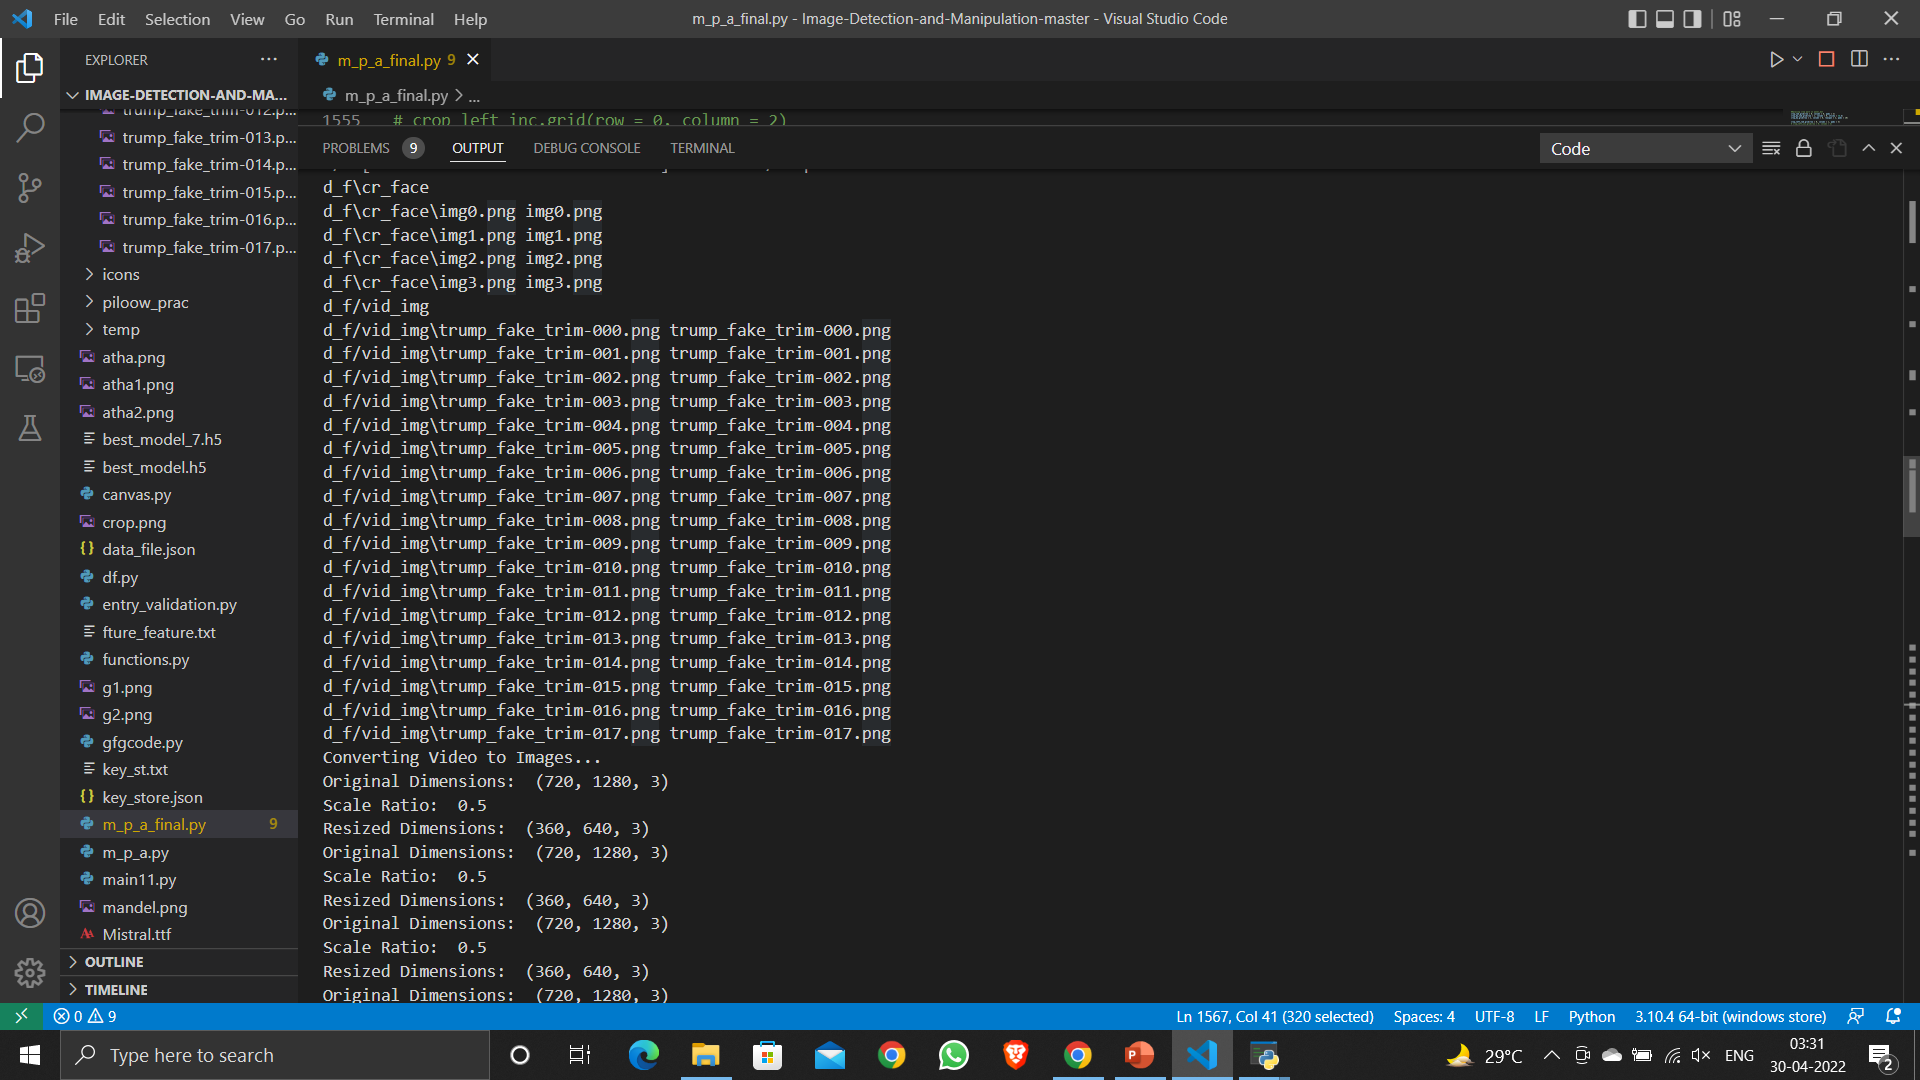 File Edit Selection View Go Run Terminal Help
m_p_a_final.py - Image-Detection-and-Manipulation-master - Visual Studio Code
EXPLORER
IMAGE-DETECTION-AND-MA...
trump_fake_trim-012.p...
trump_fake_trim-013.p...
trump_fake_trim-014.p...
trump_fake_trim-015.p...
trump_fake_trim-016.p...
trump_fake_trim-017.p...
icons
piloow_prac
temp
atha.png
atha1.png
atha2.png
best_model_7.h5
best_model.h5
canvas.py
crop.png
data_file.json
df.py
entry_validation.py
fture_feature.txt
functions.py
g1.png
g2.png
gfgcode.py
key_st.txt
key_store.json
m_p_a_final.py 9
m_p_a.py
main11.py
mandel.png
Mistral.ttf
OUTLINE
TIMELINE
m_p_a_final.py 9
m_p_a_final.py > ...
1555 # crop_left_inc.grid(row = 0, column = 2)
PROBLEMS 9 OUTPUT DEBUG CONSOLE TERMINAL
Code
d_f\cr_face
d_f\cr_face\img0.png img0.png
d_f\cr_face\img1.png img1.png
d_f\cr_face\img2.png img2.png
d_f\cr_face\img3.png img3.png
d_f/vid_img
d_f/vid_img\trump_fake_trim-000.png trump_fake_trim-000.png
d_f/vid_img\trump_fake_trim-001.png trump_fake_trim-001.png
d_f/vid_img\trump_fake_trim-002.png trump_fake_trim-002.png
d_f/vid_img\trump_fake_trim-003.png trump_fake_trim-003.png
d_f/vid_img\trump_fake_trim-004.png trump_fake_trim-004.png
d_f/vid_img\trump_fake_trim-005.png trump_fake_trim-005.png
d_f/vid_img\trump_fake_trim-006.png trump_fake_trim-006.png
d_f/vid_img\trump_fake_trim-007.png trump_fake_trim-007.png
d_f/vid_img\trump_fake_trim-008.png trump_fake_trim-008.png
d_f/vid_img\trump_fake_trim-009.png trump_fake_trim-009.png
d_f/vid_img\trump_fake_trim-010.png trump_fake_trim-010.png
d_f/vid_img\trump_fake_trim-011.png trump_fake_trim-011.png
d_f/vid_img\trump_fake_trim-012.png trump_fake_trim-012.png
d_f/vid_img\trump_fake_trim-013.png trump_fake_trim-013.png
d_f/vid_img\trump_fake_trim-014.png trump_fake_trim-014.png
d_f/vid_img\trump_fake_trim-015.png trump_fake_trim-015.png
d_f/vid_img\trump_fake_trim-016.png trump_fake_trim-016.png
d_f/vid_img\trump_fake_trim-017.png trump_fake_trim-017.png
Converting Video to Images...
Original Dimensions:  (720, 1280, 3)
Scale Ratio:  0.5
Resized Dimensions:  (360, 640, 3)
Original Dimensions:  (720, 1280, 3)
Scale Ratio:  0.5
Resized Dimensions:  (360, 640, 3)
Original Dimensions:  (720, 1280, 3)
Scale Ratio:  0.5
Resized Dimensions:  (360, 640, 3)
Original Dimensions:  (720, 1280, 3)
0 9
Ln 1567, Col 41 (320 selected) Spaces: 4 UTF-8 LF Python 3.10.4 64-bit (windows store)
Type here to search
29°C
ENG
03:31
30-04-2022
2